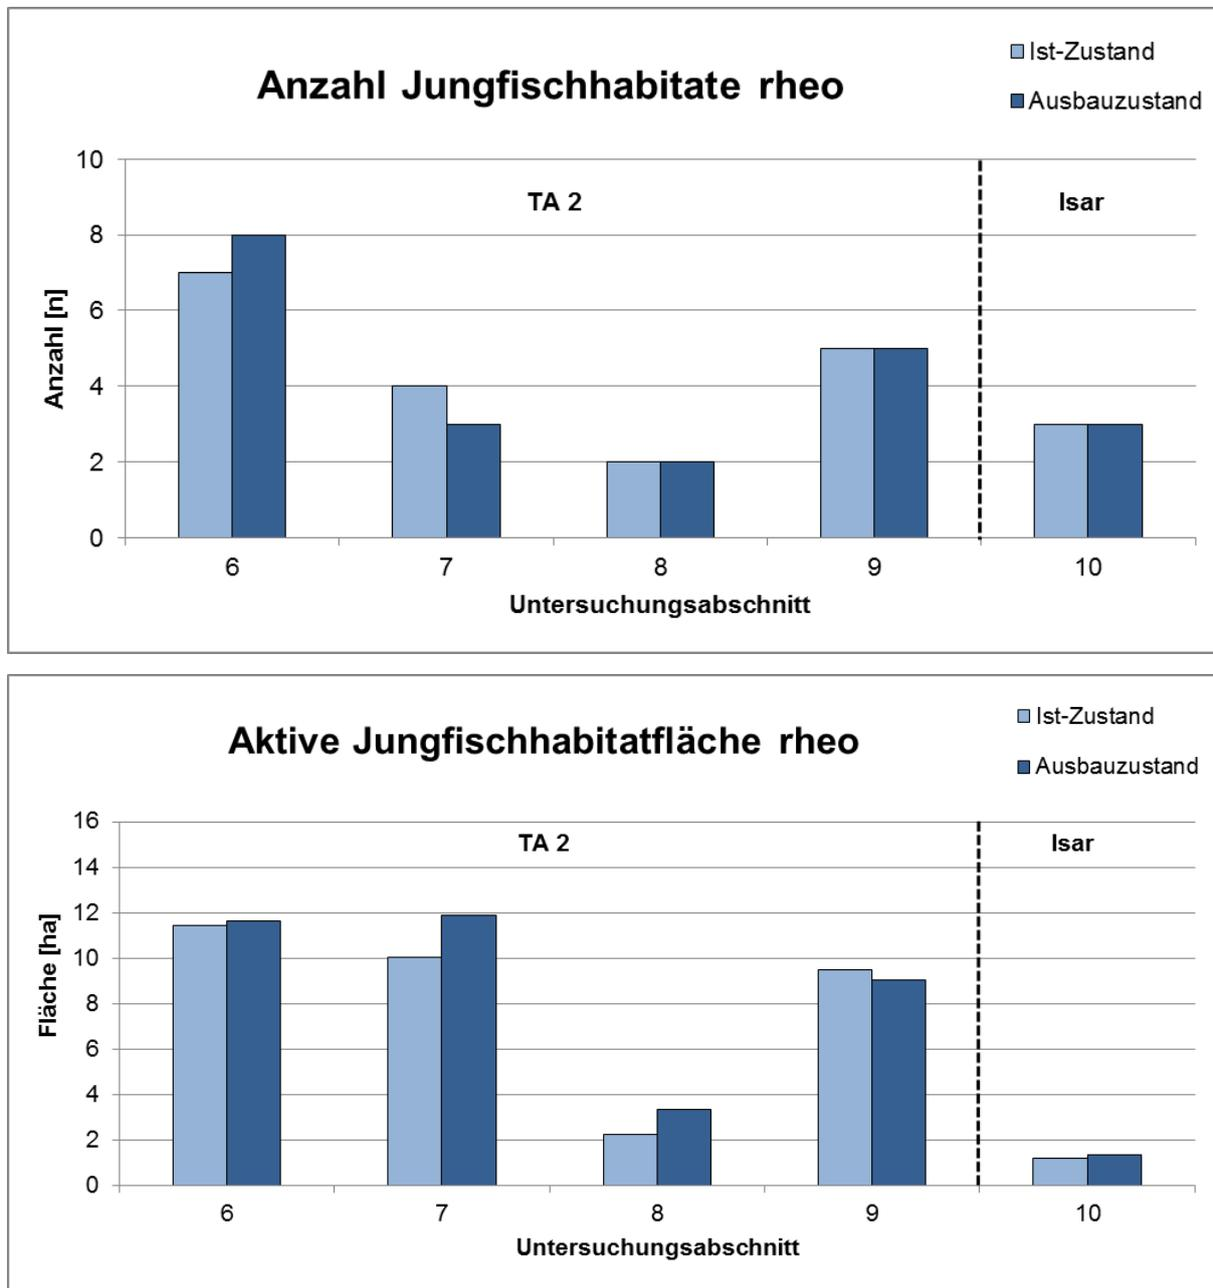 Ist-Zustand
Anzahl Jungfischhabitate rheo
Ausbauzustand
10
TA 2
Isar
8
6
Anzahl [n]
4
2
0
6 7 8 9 10
Untersuchungsabschnitt
Ist-Zustand
Aktive Jungfischhabitatfläche rheo
Ausbauzustand
16
TA 2
Isar
14
12
10
Fläche [ha]
8
6
4
2
0
6 7 8 9 10
Untersuchungsabschnitt